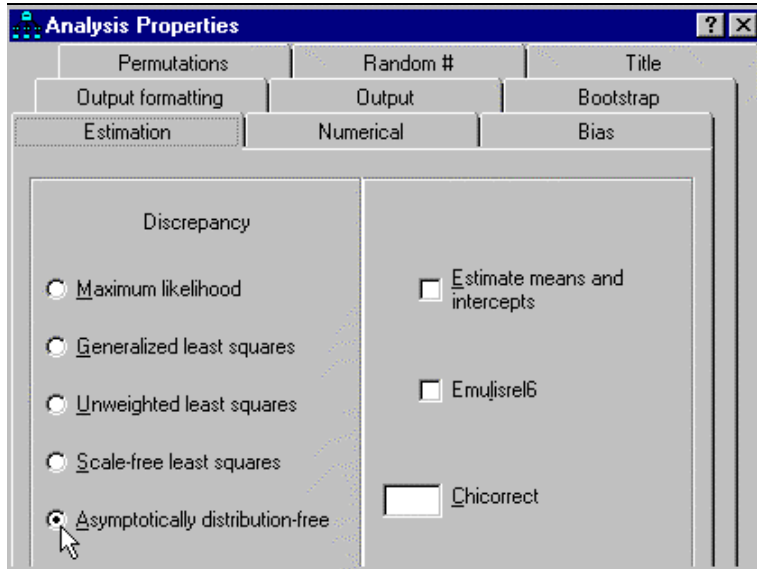 Analysis Properties
Permutations
Random #
Title
Output formatting
Output
Bootstrap
Estimation
Numerical
Bias
Discrepancy
Maximum likelihood
Generalized least squares
Unweighted least squares
Scale-free least squares
Asymptotically distribution-free
Estimate means and
intercepts
Emulisrel6
Chicorrect